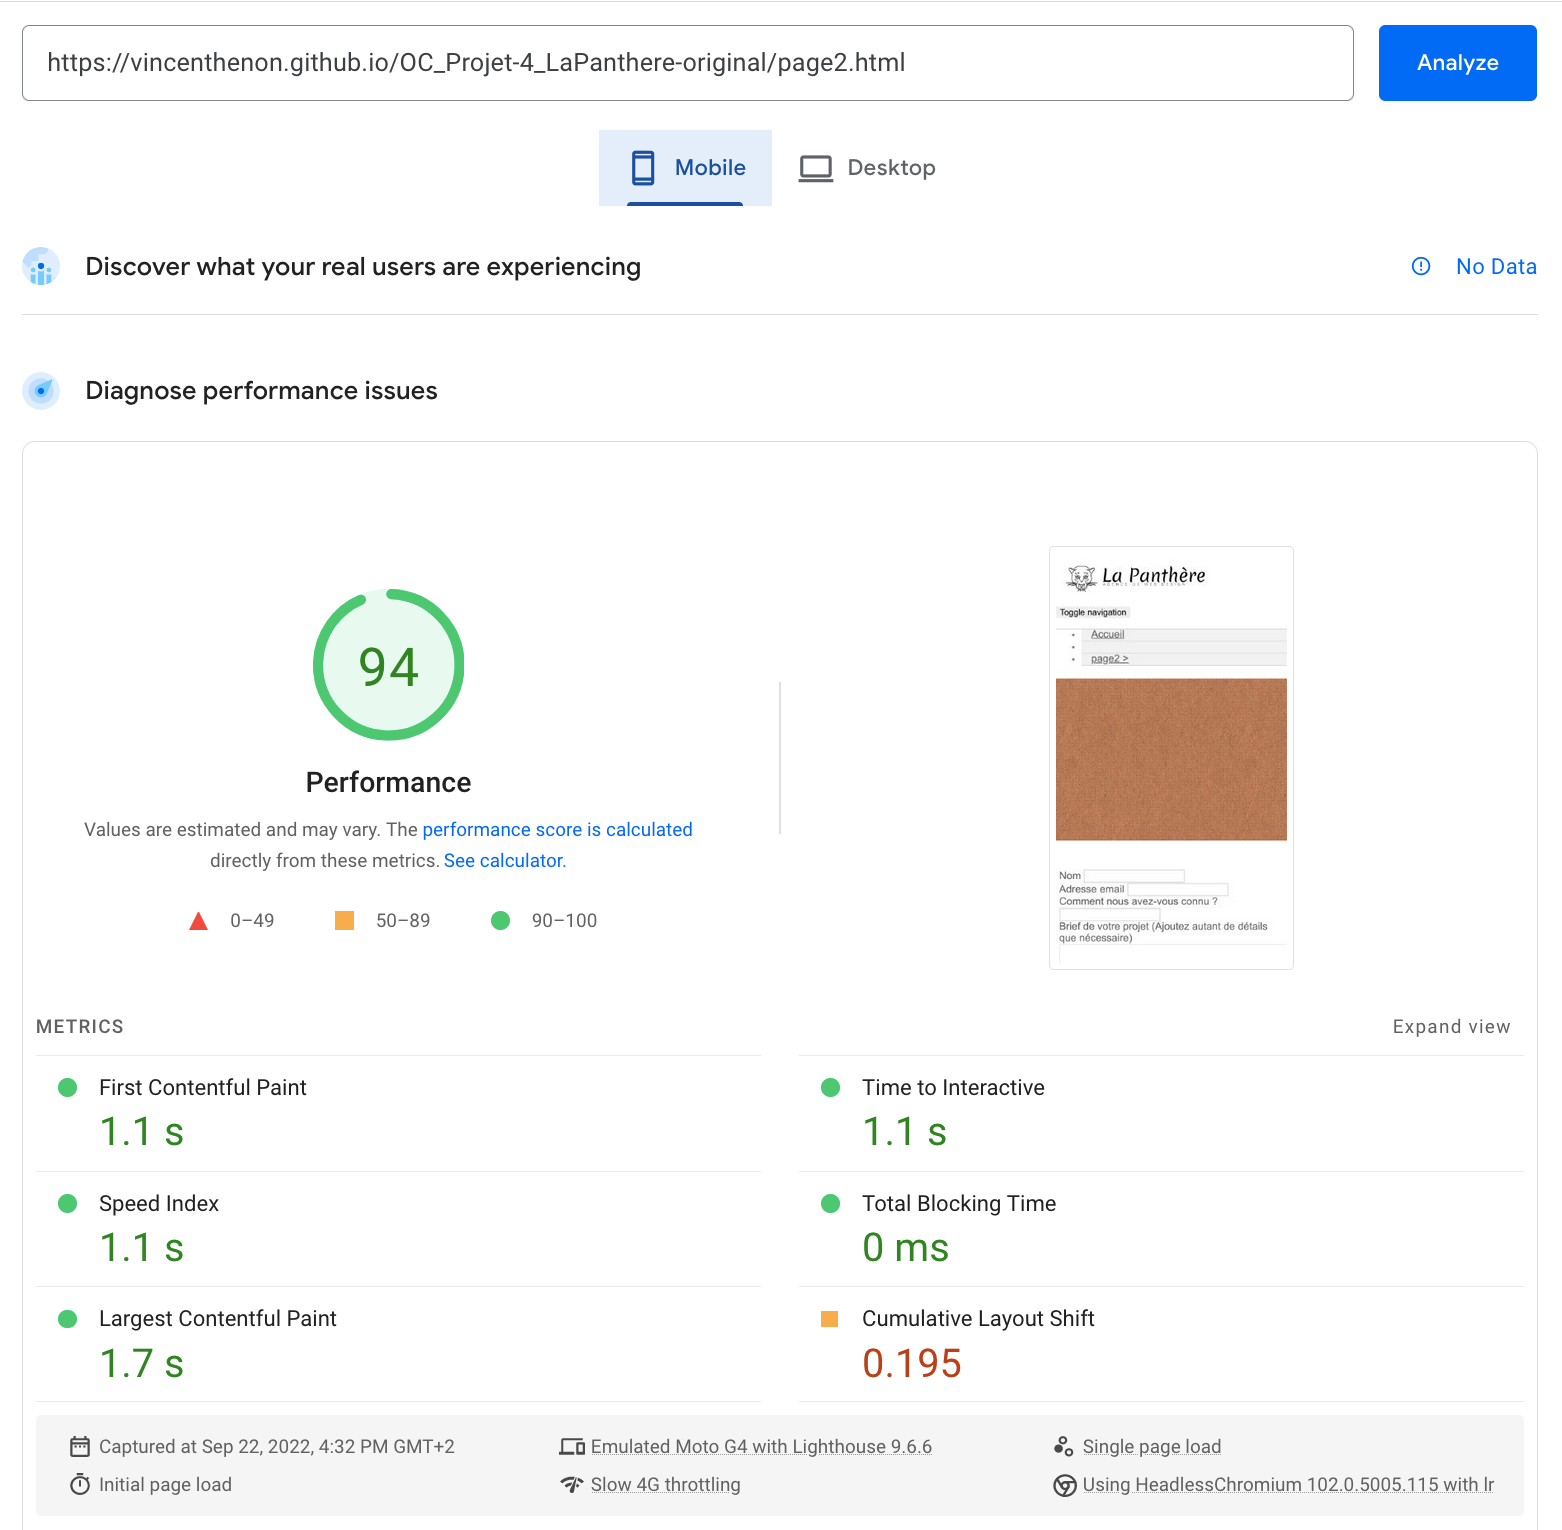 https://vincenthenon.github.io/OC_Projet-4_LaPanthere-original/page2.html
Analyze
Mobile
Desktop
Discover what your real users are experiencing
No Data
Diagnose performance issues
94
Performance
Values are estimated and may vary. The performance score is calculated
directly from these metrics. See calculator.
0–49
50–89
90–100
La Panthère
Toggle navigation
Accueil
page2 >
Nom
Adresse email
Comment nous avez-vous connu ?
Brief de votre projet (Ajoutez autant de détails
que nécessaire)
METRICS
Expand view
First Contentful Paint
1.1 s
Time to Interactive
1.1 s
Speed Index
1.1 s
Total Blocking Time
0 ms
Largest Contentful Paint
1.7 s
Cumulative Layout Shift
0.195
Captured at Sep 22, 2022, 4:32 PM GMT+2
Emulated Moto G4 with Lighthouse 9.6.6
Single page load
Initial page load
Slow 4G throttling
Using HeadlessChromium 102.0.5005.115 with lr